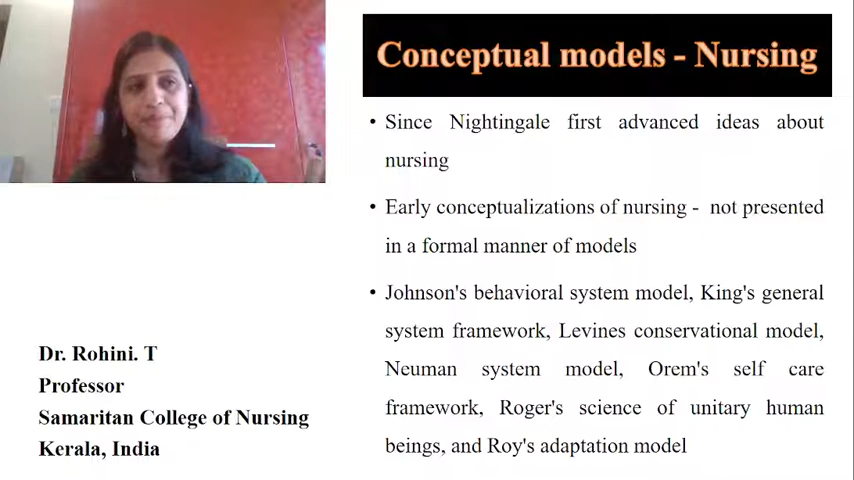 Conceptual models - Nursing
• Since Nightingale first advanced ideas about
nursing
• Early conceptualizations of nursing - not presented
in a formal manner of models
• Johnson's behavioral system model, King's general
system framework, Levines conservational model,
Neuman system model, Orem's self care
framework, Roger's science of unitary human
beings, and Roy's adaptation model
Dr. Rohini. T
Professor
Samaritan College of Nursing
Kerala, India